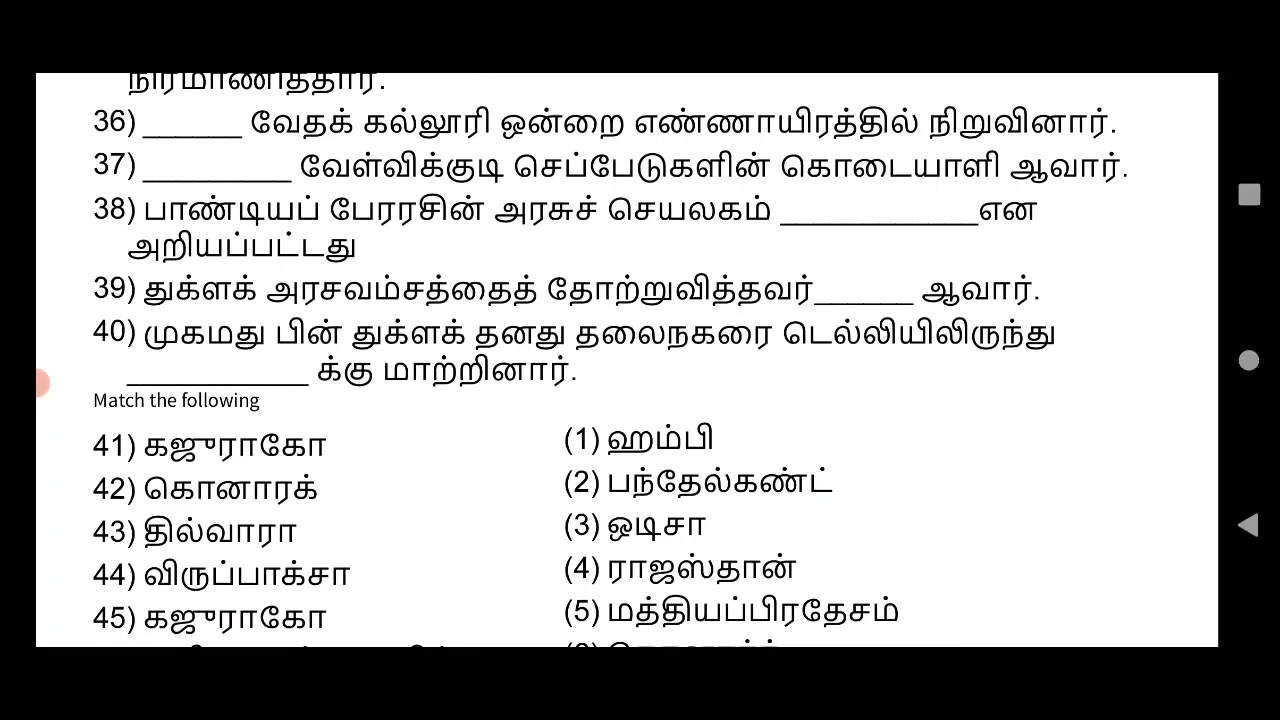 நிர்மாணித்தார்.
36) ______ வேதக் கல்லூரி ஒன்றை எண்ணாயிரத்தில் நிறுவினார்.
37) _________ வேள்விக்குடி செப்பேடுகளின் கொடையாளி ஆவார்.
38) பாண்டியப் பேரரசின் அரசுச் செயலகம் ____________என
அறியப்பட்டது
39) துக்ளக் அரசவம்சத்தைத் தோற்றுவித்தவர்______ ஆவார்.
40) முகமது பின் துக்ளக் தனது தலைநகரை டெல்லியிலிருந்து
___________ க்கு மாற்றினார்.
Match the following
41) கஜுராகோ (1) ஹம்பி
42) கொனாரக் (2) பந்தேல்கண்ட்
43) தில்வாரா (3) ஒடிசா
44) விருப்பாக்சா (4) ராஜஸ்தான்
45) கஜுராகோ (5) மத்தியப்பிரதேசம்